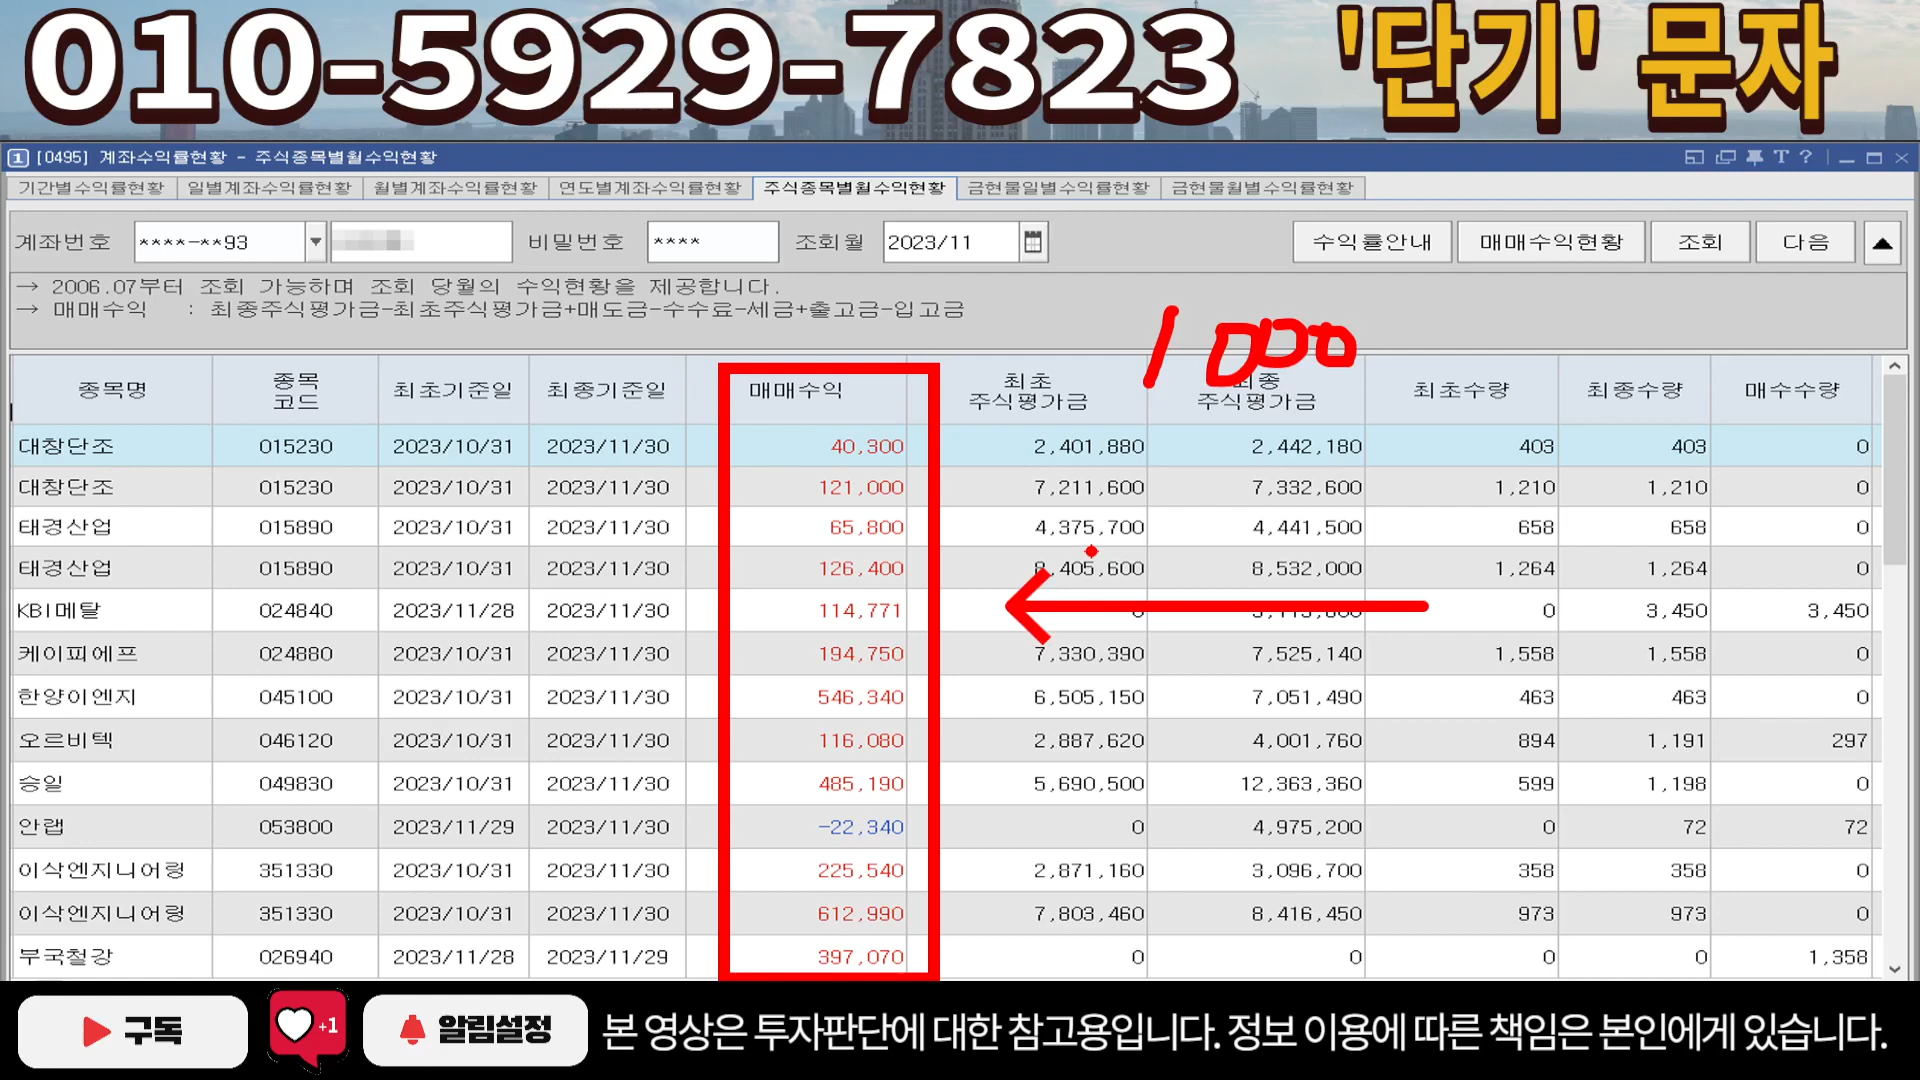 010-5929-7823 '단기' 문자
1 [0495] 계좌수익률현황 - 주식종목별월수익현황
기간별수익률현황 일별계좌수익률현황 월별계좌수익률현황 연도별계좌수익률현황 주식종목별월수익현황 금현물일별수익률현황 금현물월별수익률현황
계좌번호 ****-**93 비밀번호 **** 조회월 2023/11 수익률안내 매매수익현황 조회 다음
→ 2006.07부터 조회 가능하며 조회 당월의 수익현황을 제공합니다.
→ 매매수익 : 최종주식평가금-최초주식평가금+매도금-수수료-세금+출고금-입고금
1000
종목명 종목코드 최초기준일 최종기준일 매매수익 최초주식평가금 최종주식평가금 최초수량 최종수량 매수수량
대창단조 015230 2023/10/31 2023/11/30 40,300 2,401,880 2,442,180 403 403 0
대창단조 015230 2023/10/31 2023/11/30 121,000 7,211,600 7,332,600 1,210 1,210 0
태경산업 015890 2023/10/31 2023/11/30 65,800 4,375,700 4,441,500 658 658 0
태경산업 015890 2023/10/31 2023/11/30 126,400 8,405,600 8,532,000 1,264 1,264 0
KBI메탈 024840 2023/11/28 2023/11/30 114,771 0 0 3,450 3,450
케이피에프 024880 2023/10/31 2023/11/30 194,750 7,330,390 7,525,140 1,558 1,558 0
한양이엔지 045100 2023/10/31 2023/11/30 546,340 6,505,150 7,051,490 463 463 0
오르비텍 046120 2023/10/31 2023/11/30 116,080 2,887,620 4,001,760 894 1,191 297
승일 049830 2023/10/31 2023/11/30 485,190 5,690,500 12,363,360 599 1,198 0
안랩 053800 2023/11/29 2023/11/30 -22,340 0 4,975,200 0 72 72
이삭엔지니어링 351330 2023/10/31 2023/11/30 225,540 2,871,160 3,096,700 358 358 0
이삭엔지니어링 351330 2023/10/31 2023/11/30 612,990 7,803,460 8,416,450 973 973 0
부국철강 026940 2023/11/28 2023/11/29 397,070 0 0 0 0 1,358
구독 +1 알림설정 본 영상은 투자판단에 대한 참고용입니다. 정보 이용에 따른 책임은 본인에게 있습니다.